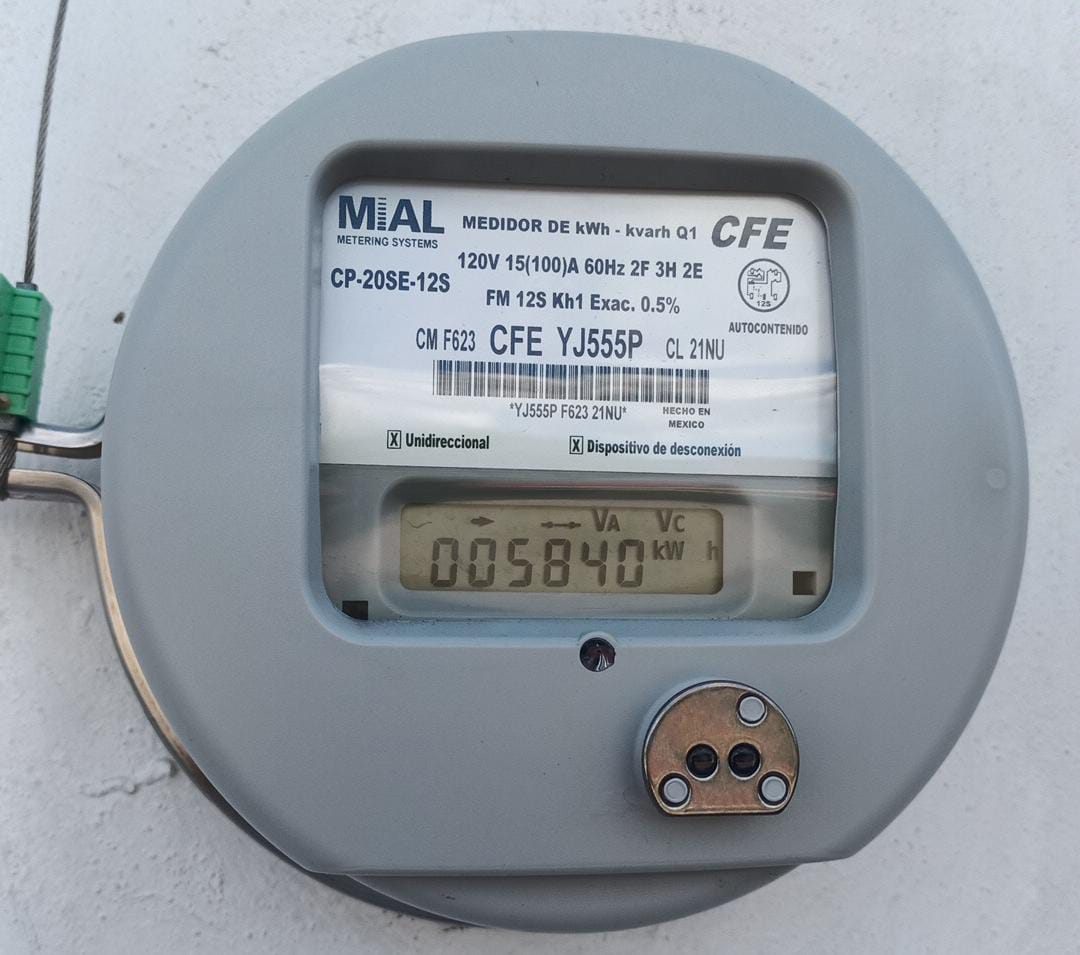 MIAL
METERING SYSTEMS
MEDIDOR DE kWh - kvarh Q1
CFE
CP-20SE-12S
120V 15(100)A 60Hz 2F 3H 2E
FM 12S Kh1 Exac. 0.5%
12S
AUTOCONTENIDO
CM F623 CFE YJ555P CL 21NU
*YJ555P F623 21NU*
HECHO EN
MEXICO
X Unidireccional
X Dispositivo de desconexión
VA VC
005840 kW h